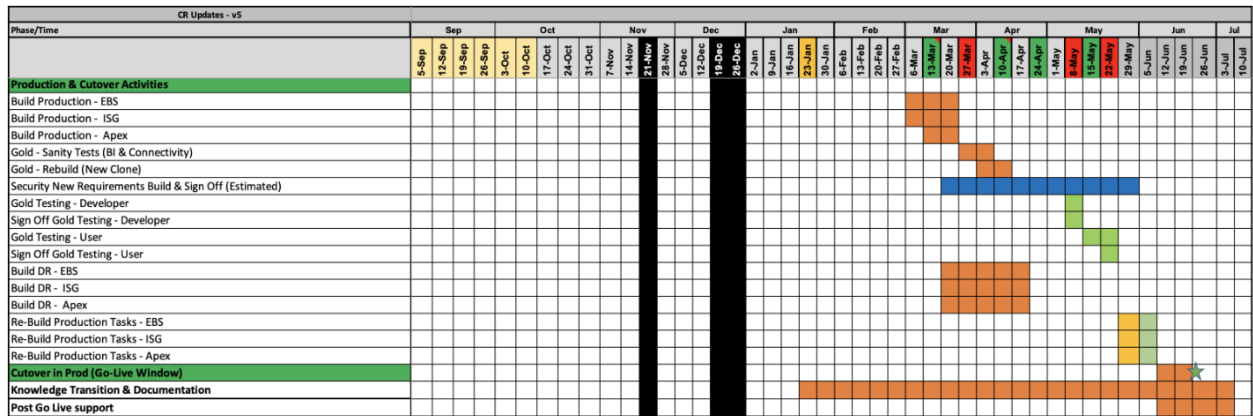 CR Updates - v5
Phase/Time Sep Oct Nov Dec Jan Feb Mar Apr May Jun Jul
5-Sep 12-Sep 19-Sep 26-Sep 3-Oct 10-Oct 17-Oct 24-Oct 31-Oct 7-Nov 14-Nov 21-Nov 28-Nov 5-Dec 12-Dec 19-Dec 26-Dec 2-Jan 9-Jan 16-Jan 23-Jan 30-Jan 6-Feb 13-Feb 20-Feb 27-Feb 6-Mar 13-Mar 20-Mar 27-Mar 3-Apr 10-Apr 17-Apr 24-Apr 1-May 8-May 15-May 22-May 29-May 5-Jun 12-Jun 19-Jun 26-Jun 3-Jul 10-Jul
Production & Cutover Activities
Build Production - EBS
Build Production - ISG
Build Production - Apex
Gold - Sanity Tests (BI & Connectivity)
Gold - Rebuild (New Clone)
Security New Requirements Build & Sign Off (Estimated)
Gold Testing - Developer
Sign Off Gold Testing - Developer
Gold Testing - User
Sign Off Gold Testing - User
Build DR - EBS
Build DR - ISG
Build DR - Apex
Re-Build Production Tasks - EBS
Re-Build Production Tasks - ISG
Re-Build Production Tasks - Apex
Cutover in Prod (Go-Live Window)
Knowledge Transition & Documentation
Post Go Live support